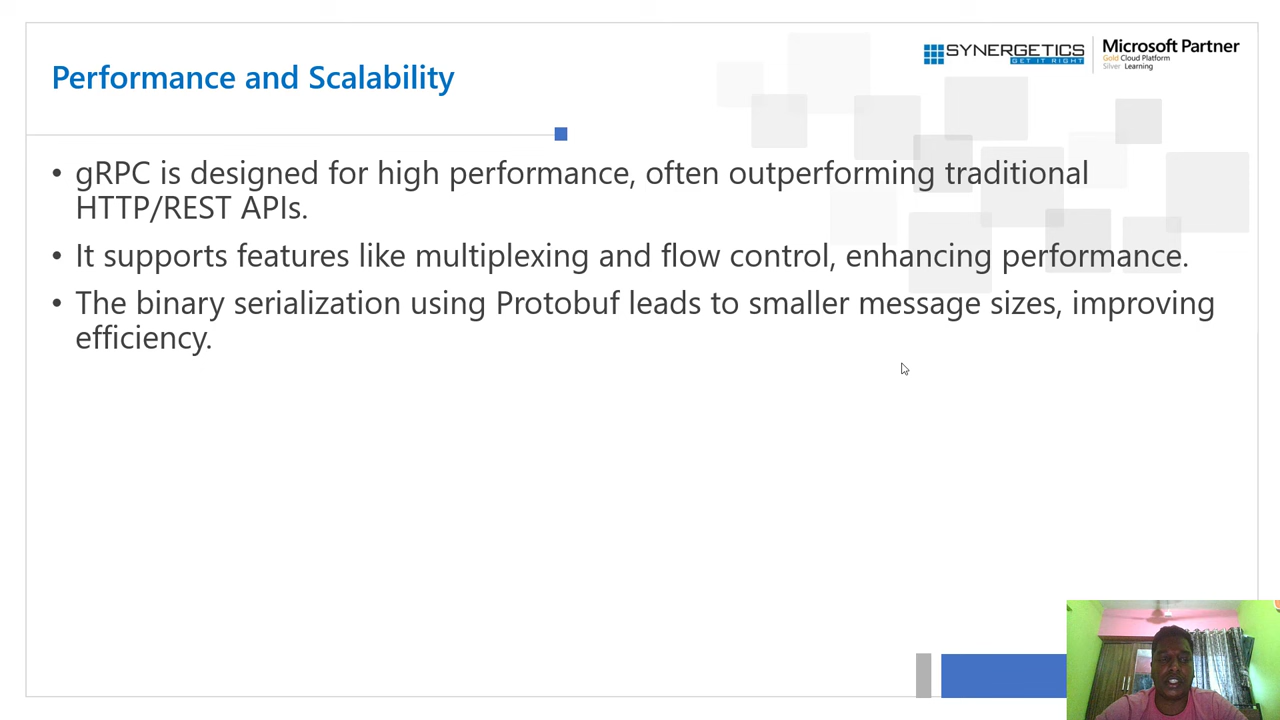 SYNERGETICS
GET IT RIGHT
Microsoft Partner
Gold Cloud Platform
Silver Learning
Performance and Scalability
• gRPC is designed for high performance, often outperforming traditional
HTTP/REST APIs.
• It supports features like multiplexing and flow control, enhancing performance.
• The binary serialization using Protobuf leads to smaller message sizes, improving
efficiency.